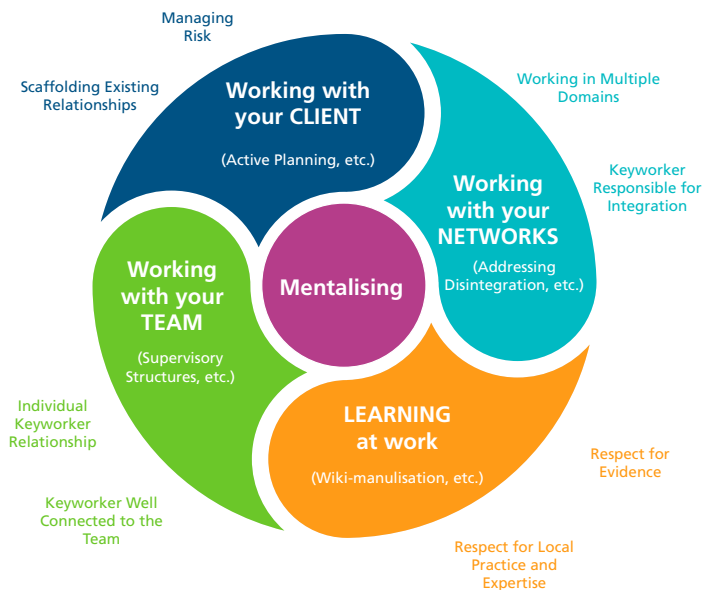 Managing
Risk
Scaffolding Existing
Relationships
Working with
your CLIENT
(Active Planning, etc.)
Working in Multiple
Domains
Keyworker
Responsible for
Integration
Working
with your
NETWORKS
(Addressing
Disintegration, etc.)
Mentalising
Working
with your
TEAM
(Supervisory
Structures, etc.)
Individual
Keyworker
Relationship
Keyworker Well
Connected to the
Team
LEARNING
at work
(Wiki-manulisation, etc.)
Respect for
Evidence
Respect for Local
Practice and
Expertise